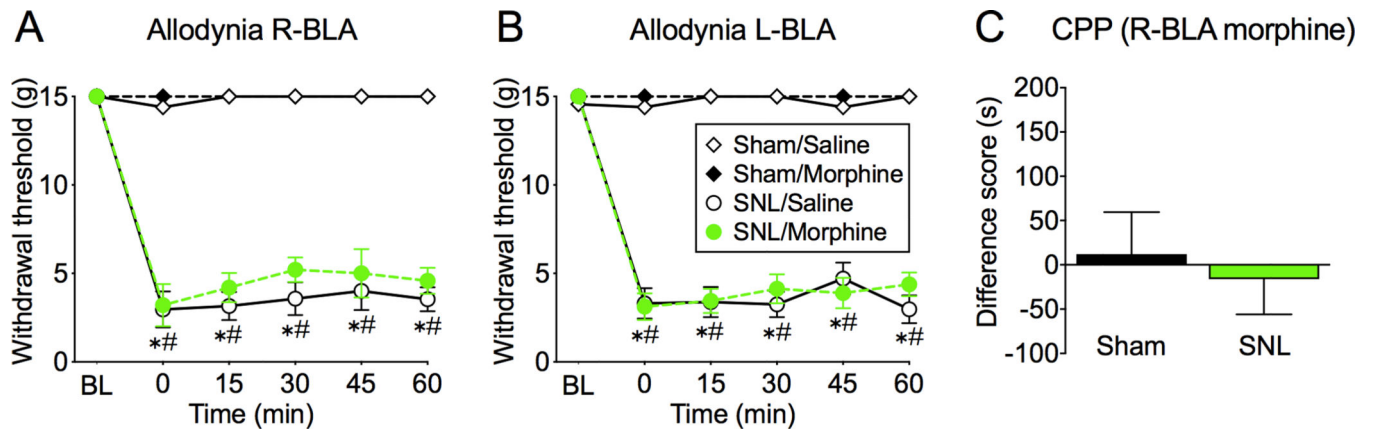 A Allodynia R-BLA
Withdrawal threshold (g)
15
10
5
0
*# *# *# *# *#
BL 0 15 30 45 60
Time (min)
B Allodynia L-BLA
Withdrawal threshold (g)
15
10
5
0
Sham/Saline
Sham/Morphine
SNL/Saline
SNL/Morphine
*# *# *# *# *#
BL 0 15 30 45 60
Time (min)
C CPP (R-BLA morphine)
Difference score (s)
200
150
100
50
0
-50
-100
Sham SNL